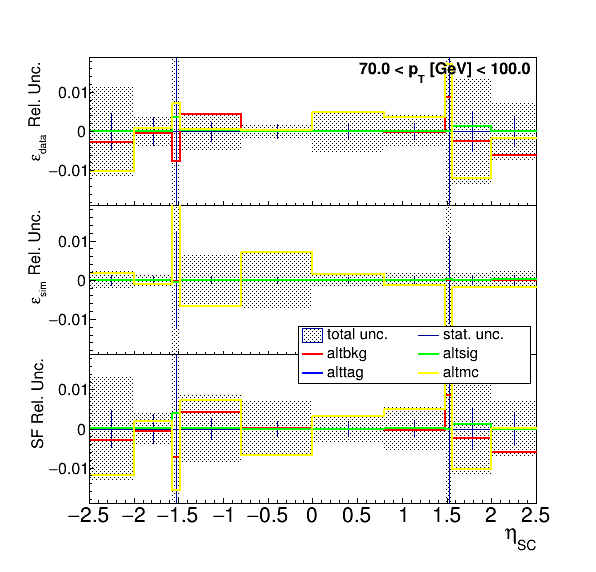 70.0 < p_T [GeV] < 100.0
ε_data Rel. Unc.
0.01
0
−0.01
ε_sim Rel. Unc.
0.01
0
−0.01
total unc. stat. unc.
altbkg altsig
alttag altmc
SF Rel. Unc.
0.01
0
−0.01
−2.5 −2 −1.5 −1 −0.5 0 0.5 1 1.5 2 2.5
η_SC